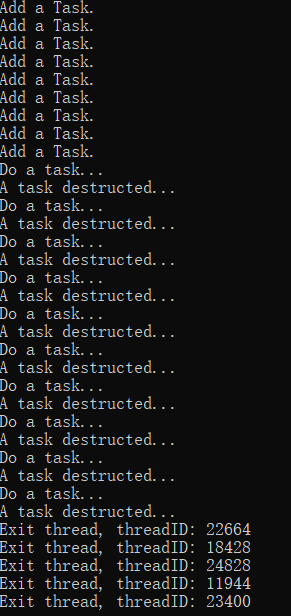 Add a Task.
Add a Task.
Add a Task.
Add a Task.
Add a Task.
Add a Task.
Add a Task.
Add a Task.
Add a Task.
Do a task...
A task destructed...
Do a task...
A task destructed...
Do a task...
A task destructed...
Do a task...
A task destructed...
Do a task...
A task destructed...
Do a task...
A task destructed...
Do a task...
A task destructed...
Do a task...
A task destructed...
Do a task...
A task destructed...
Do a task...
A task destructed...
Exit thread, threadID: 22664
Exit thread, threadID: 18428
Exit thread, threadID: 24828
Exit thread, threadID: 11944
Exit thread, threadID: 23400